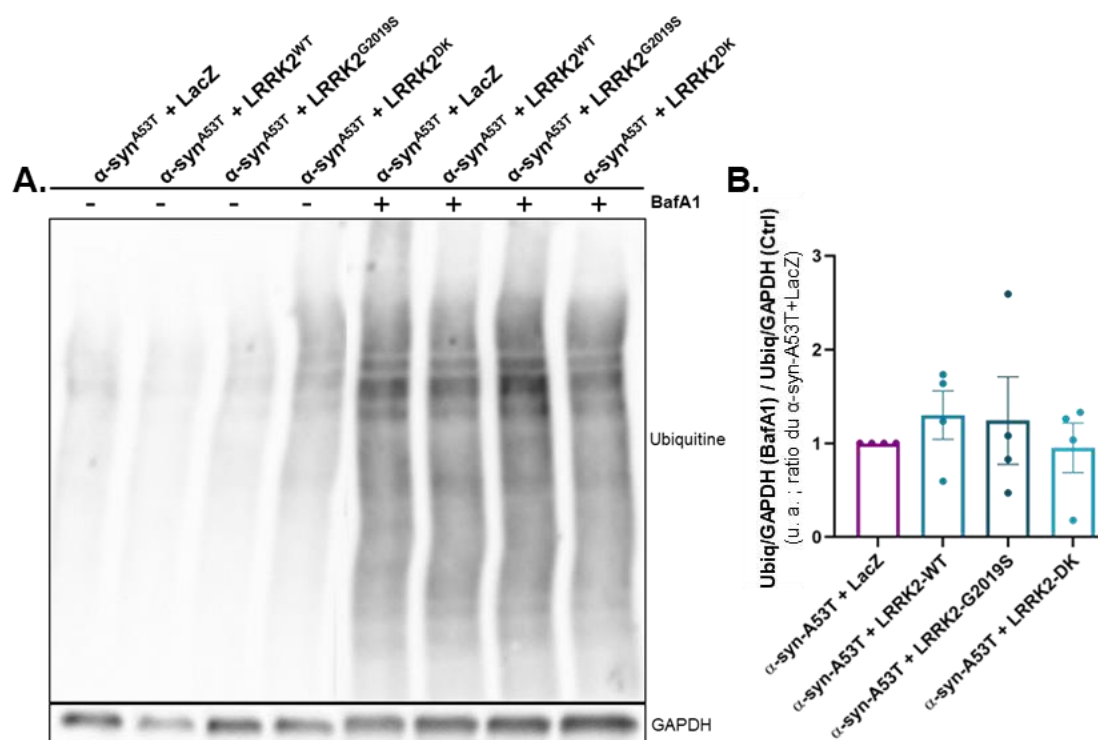 α-synA53T + LacZ
α-synA53T + LRRK2WT
α-synA53T + LRRK2G2019S
α-synA53T + LRRK2DK
α-synA53T + LacZ
α-synA53T + LRRK2WT
α-synA53T + LRRK2G2019S
α-synA53T + LRRK2DK
A.
- - - - + + + + BafA1
Ubiquitine
GAPDH
B.
Ubiq/GAPDH (BafA1) / Ubiq/GAPDH (Ctrl)
(u. a. ; ratio du α-syn-A53T+LacZ)
3
2
1
0
α-syn-A53T + LacZ
α-syn-A53T + LRRK2-WT
α-syn-A53T + LRRK2-G2019S
α-syn-A53T + LRRK2-DK